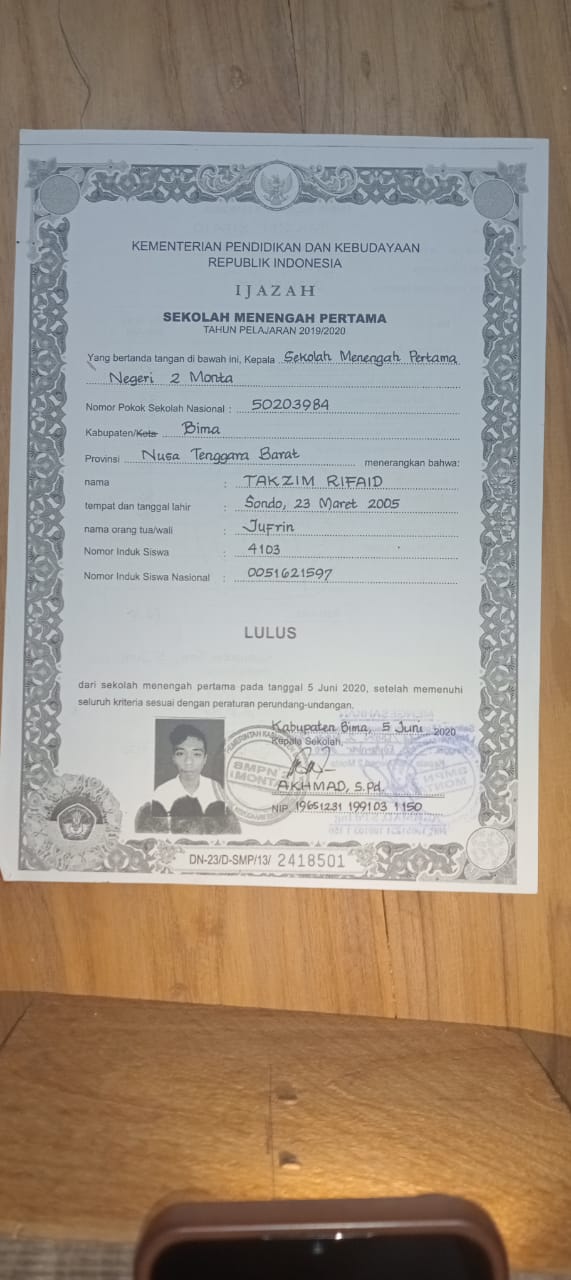 KEMENTERIAN PENDIDIKAN DAN KEBUDAYAAN
REPUBLIK INDONESIA
IJAZAH
SEKOLAH MENENGAH PERTAMA
TAHUN PELAJARAN 2019/2020
Yang bertanda tangan di bawah ini, Kepala Sekolah Menengah Pertama
Negeri 2 Monta
Nomor Pokok Sekolah Nasional : 50203984
Kabupaten/Kota Bima
Provinsi Nusa Tenggara Barat menerangkan bahwa:
nama : TAKZIM RIFAID
tempat dan tanggal lahir : Sondo, 23 Maret 2005
nama orang tua/wali : Jufrin
Nomor Induk Siswa : 4103
Nomor Induk Siswa Nasional : 0051621597
LULUS
dari sekolah menengah pertama pada tanggal 5 Juni 2020, setelah memenuhi
seluruh kriteria sesuai dengan peraturan perundang-undangan.
Kabupaten Bima, 5 Juni 2020
Kepala Sekolah,
AKHMAD, S.Pd.
NIP. 19651231 199103 1 150
DN-23/D-SMP/13/ 2418501